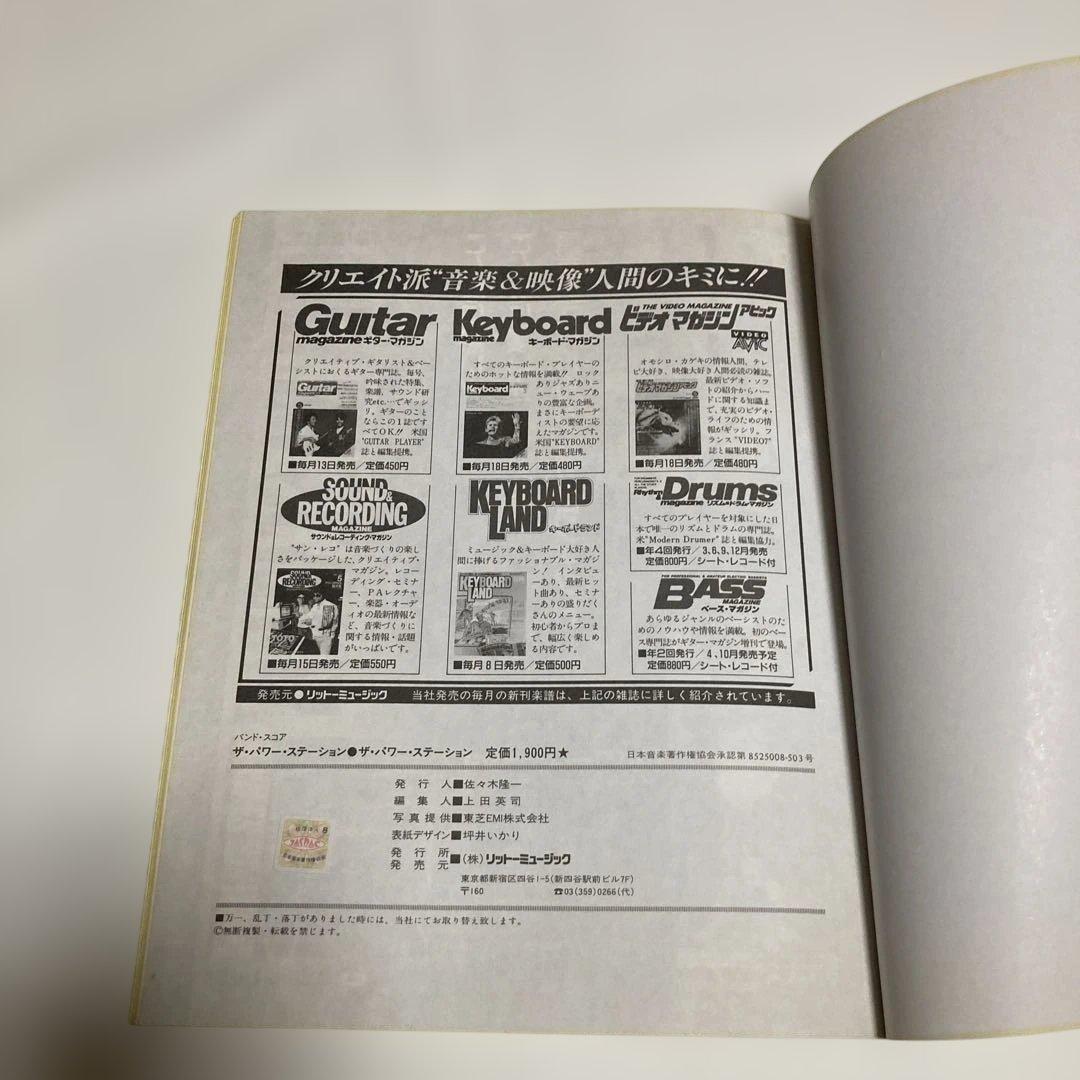 クリエイト派“音楽＆映像”人間のキミに!!
Guitar
magazine ギター・マガジン
クリエイティブ・ギタリスト＆ベー
シストにおくるギター専門誌。毎号、
吟味された特集、
楽譜、サウンド研
究etc.…でギッシ
リ。ギターのこと
ならこの1誌です
べてOK!! 米国
"GUITAR PLAYER"
誌と編集提携。
Guitar
■毎月13日発売／定価450円
Keyboard
magazine キーボード・マガジン
すべてのキーボード・プレイヤーの
ためのホットな情報を満載!! ロック
ありジャズありニ
ュー・ウェーブあり
の豊富な企画。
まさにキーボーデ
ィストの要望に応
えたマガジンです。
米国"KEYBOARD"
誌と編集提携。
Keyboard
■毎月18日発売／定価480円
THE VIDEO MAGAZINE
ビデオマガジン アビック
VIDEO
AVIC
オモシロ・カゲキの情報人間、テレ
ビ大好き、映像大好き人間必読の雑誌。
最新ビデオ・ソフ
トの紹介からハー
ドに関する知識ま
で、充実のビデオ・
ライフのための情
報がギッシリ。フ
ランス"VIDEO7"
誌と編集提携。
ビデオマガジン
■毎月18日発売／定価480円
SOUND &
RECORDING
MAGAZINE
サウンド&レコーディング・マガジン
"サン・レコ"は音楽づくりの楽し
さをパッケージした、クリエイティブ・
マガジン。レコー
ディング・セミナ
ー、PAレクチャ
ー、楽器・オーデ
ィオの最新情報な
ど、音楽づくりに
関する情報・話題
がいっぱいです。
SOUND &
RECORDING
5
TOTO
■毎月15日発売／定価550円
KEYBOARD
LAND
キーボードランド
ミュージック＆キーボード大好き人
間に捧げるファッショナブル・マガジ
ン！ インタビュ
ーあり、最新ヒッ
ト曲あり、セミナ
ーありの盛りだく
さんのメニュー。
初心者からプロま
で、幅広く楽しめ
る内容です。
KEYBOARD
LAND
■毎月8日発売／定価500円
Rhythm & Drums
magazine リズム&ドラム・マガジン
すべてのプレイヤーを対象にした日
本で唯一のリズムとドラムの専門誌。
米"Modern Drumer"誌と編集協力。
■年4回発行／3,6,9,12月発売
定価800円／シート・レコード付
FOR PROFESSIONAL & AMATEUR ELECTRIC BASSISTS
BASS
MAGAZINE
ベース・マガジン
あらゆるジャンルのベーシストのた
めのノウハウや情報を満載。初のベー
ス専門誌がギター・マガジン増刊で登場。
■年2回発行／4、10月発売予定
定価880円／シート・レコード付
発売元●リットーミュージック 当社発売の毎月の新刊楽譜は、上記の雑誌に詳しく紹介されています。
バンド・スコア
ザ・パワー・ステーション●ザ・パワー・ステーション 定価1,900円★
日本音楽著作権協会承認第8525008-503号
発行人■佐々木隆一
編集人■上田英司
写真提供■東芝EMI株式会社
表紙デザイン■坪井いかり
発行所
発売元
■(株)リットーミュージック
東京都新宿区四谷1-5(新四谷駅前ビル7F)
〒160 ☎03(359)0266(代)
■万一、乱丁・落丁がありました時には、当社にてお取り替え致します。
©無断複製・転載を禁じます。